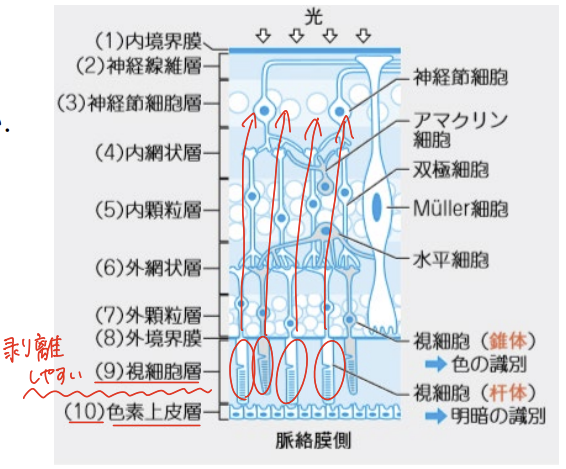 光
(1)内境界膜
(2)神経線維層
(3)神経節細胞層
(4)内網状層
(5)内顆粒層
(6)外網状層
(7)外顆粒層
(8)外境界膜
(9)視細胞層
(10)色素上皮層
剥離
しやすい
神経節細胞
アマクリン
細胞
双極細胞
Müller細胞
水平細胞
視細胞（錐体）
➡色の識別
視細胞（杆体）
➡明暗の識別
脈絡膜側